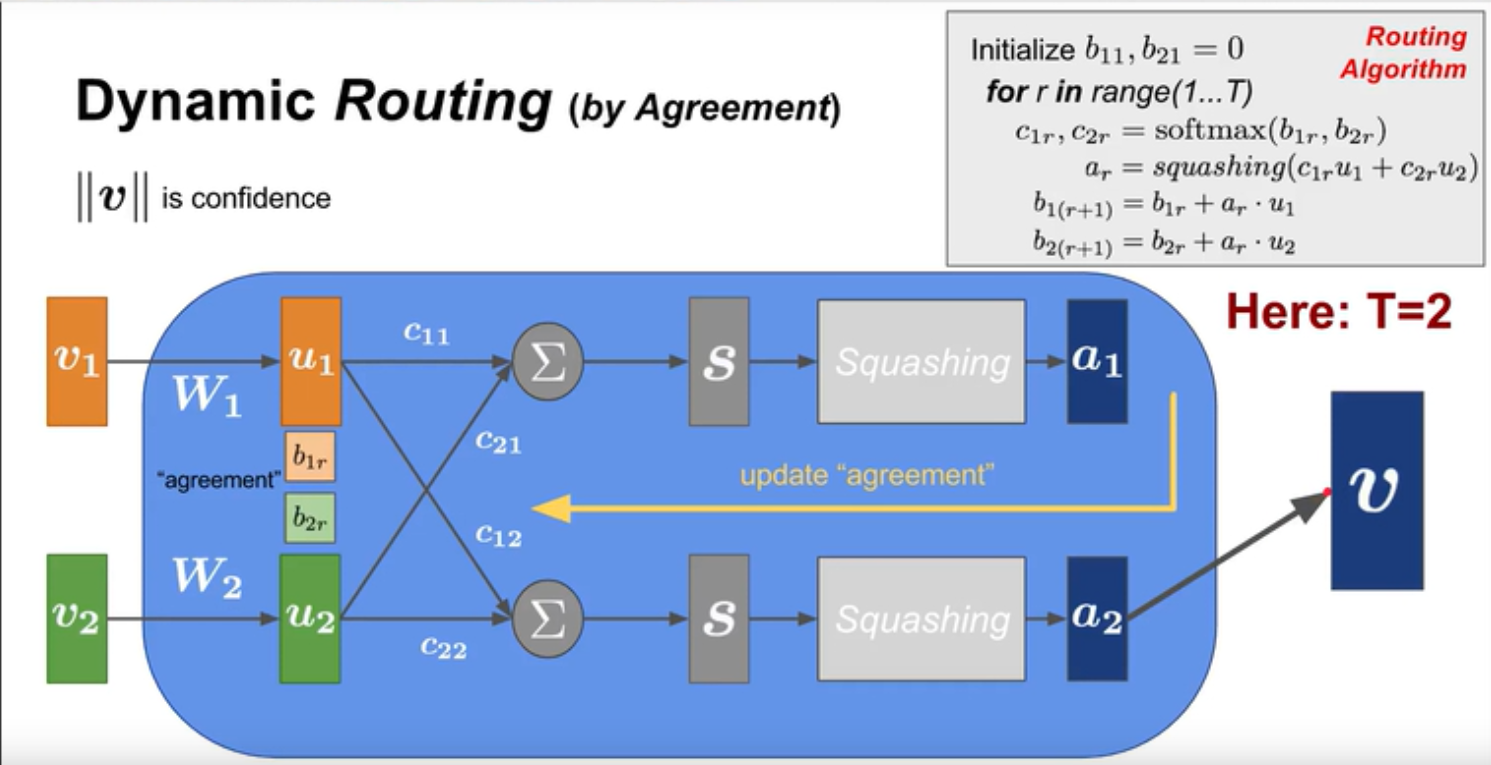 Dynamic Routing (by Agreement)
‖v‖ is confidence
Routing
Algorithm
Initialize b₁₁, b₂₁ = 0
for r in range(1...T)
c₁ᵣ, c₂ᵣ = softmax(b₁ᵣ, b₂ᵣ)
aᵣ = squashing(c₁ᵣu₁ + c₂ᵣu₂)
b₁₍ᵣ₊₁₎ = b₁ᵣ + aᵣ · u₁
b₂₍ᵣ₊₁₎ = b₂ᵣ + aᵣ · u₂
Here: T=2
v₁
W₁
u₁
c₁₁
Σ
s
Squashing
a₁
c₂₁
"agreement"
b₁ᵣ
b₂ᵣ
update "agreement"
v
c₁₂
v₂
W₂
u₂
c₂₂
Σ
s
Squashing
a₂